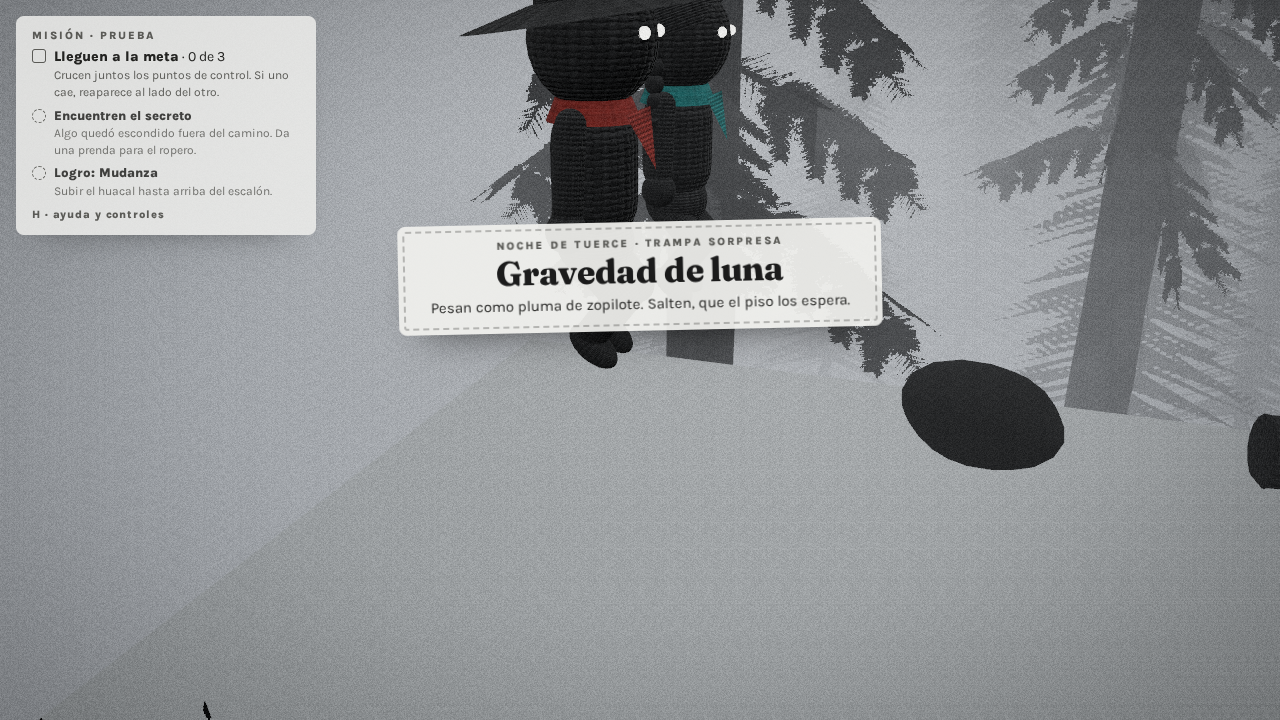 MISIÓN · PRUEBA
Lleguen a la meta · 0 de 3
Crucen juntos los puntos de control. Si uno
cae, reaparece al lado del otro.
Encuentren el secreto
Algo quedó escondido fuera del camino. Da
una prenda para el ropero.
Logro: Mudanza
Subir el huacal hasta arriba del escalón.
H · ayuda y controles
NOCHE DE TUERCE · TRAMPA SORPRESA
Gravedad de luna
Pesan como pluma de zopilote. Salten, que el piso los espera.